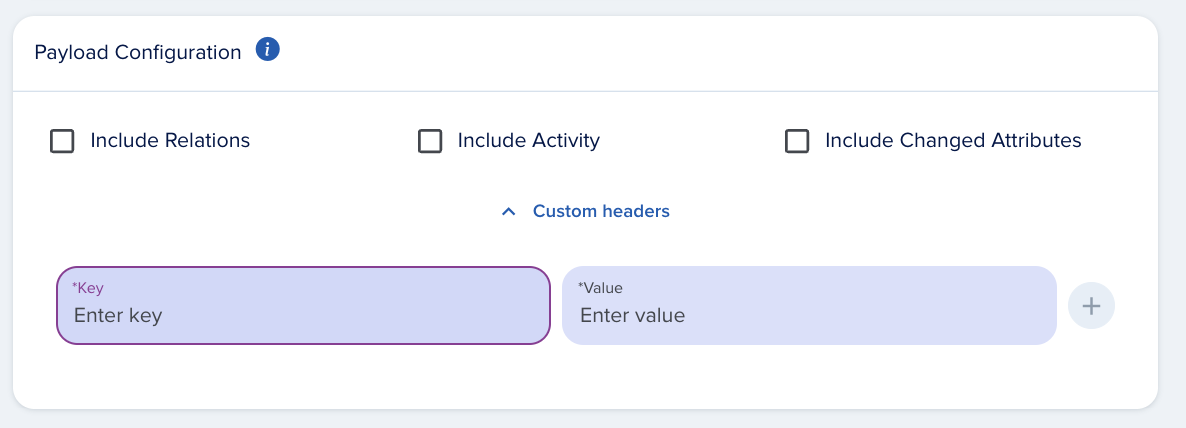 Payload Configuration i
Include Relations
Include Activity
Include Changed Attributes
Custom headers
*Key
Enter key
*Value
Enter value